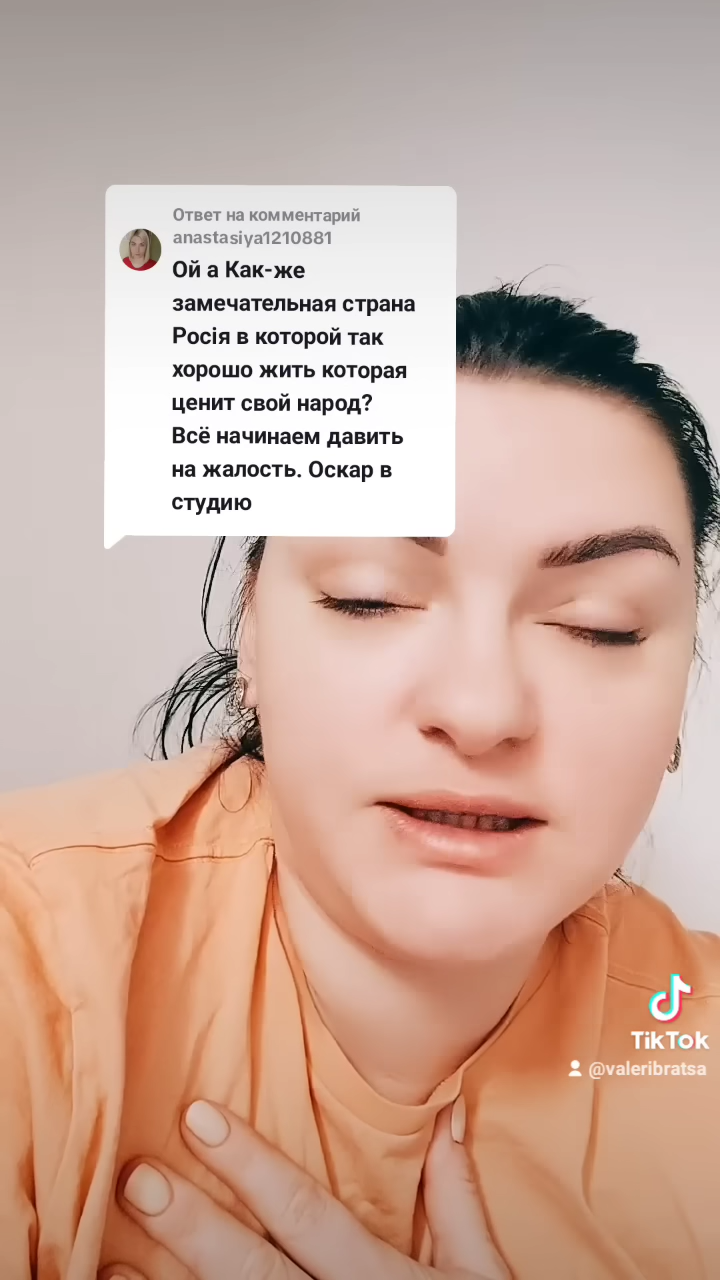 Ответ на комментарий
anastasiya1210881
Ой а Как-же
замечательная страна
Росія в которой так
хорошо жить которая
ценит свой народ?
Всё начинаем давить
на жалость. Оскар в
студию
TikTok
@valeribratsa